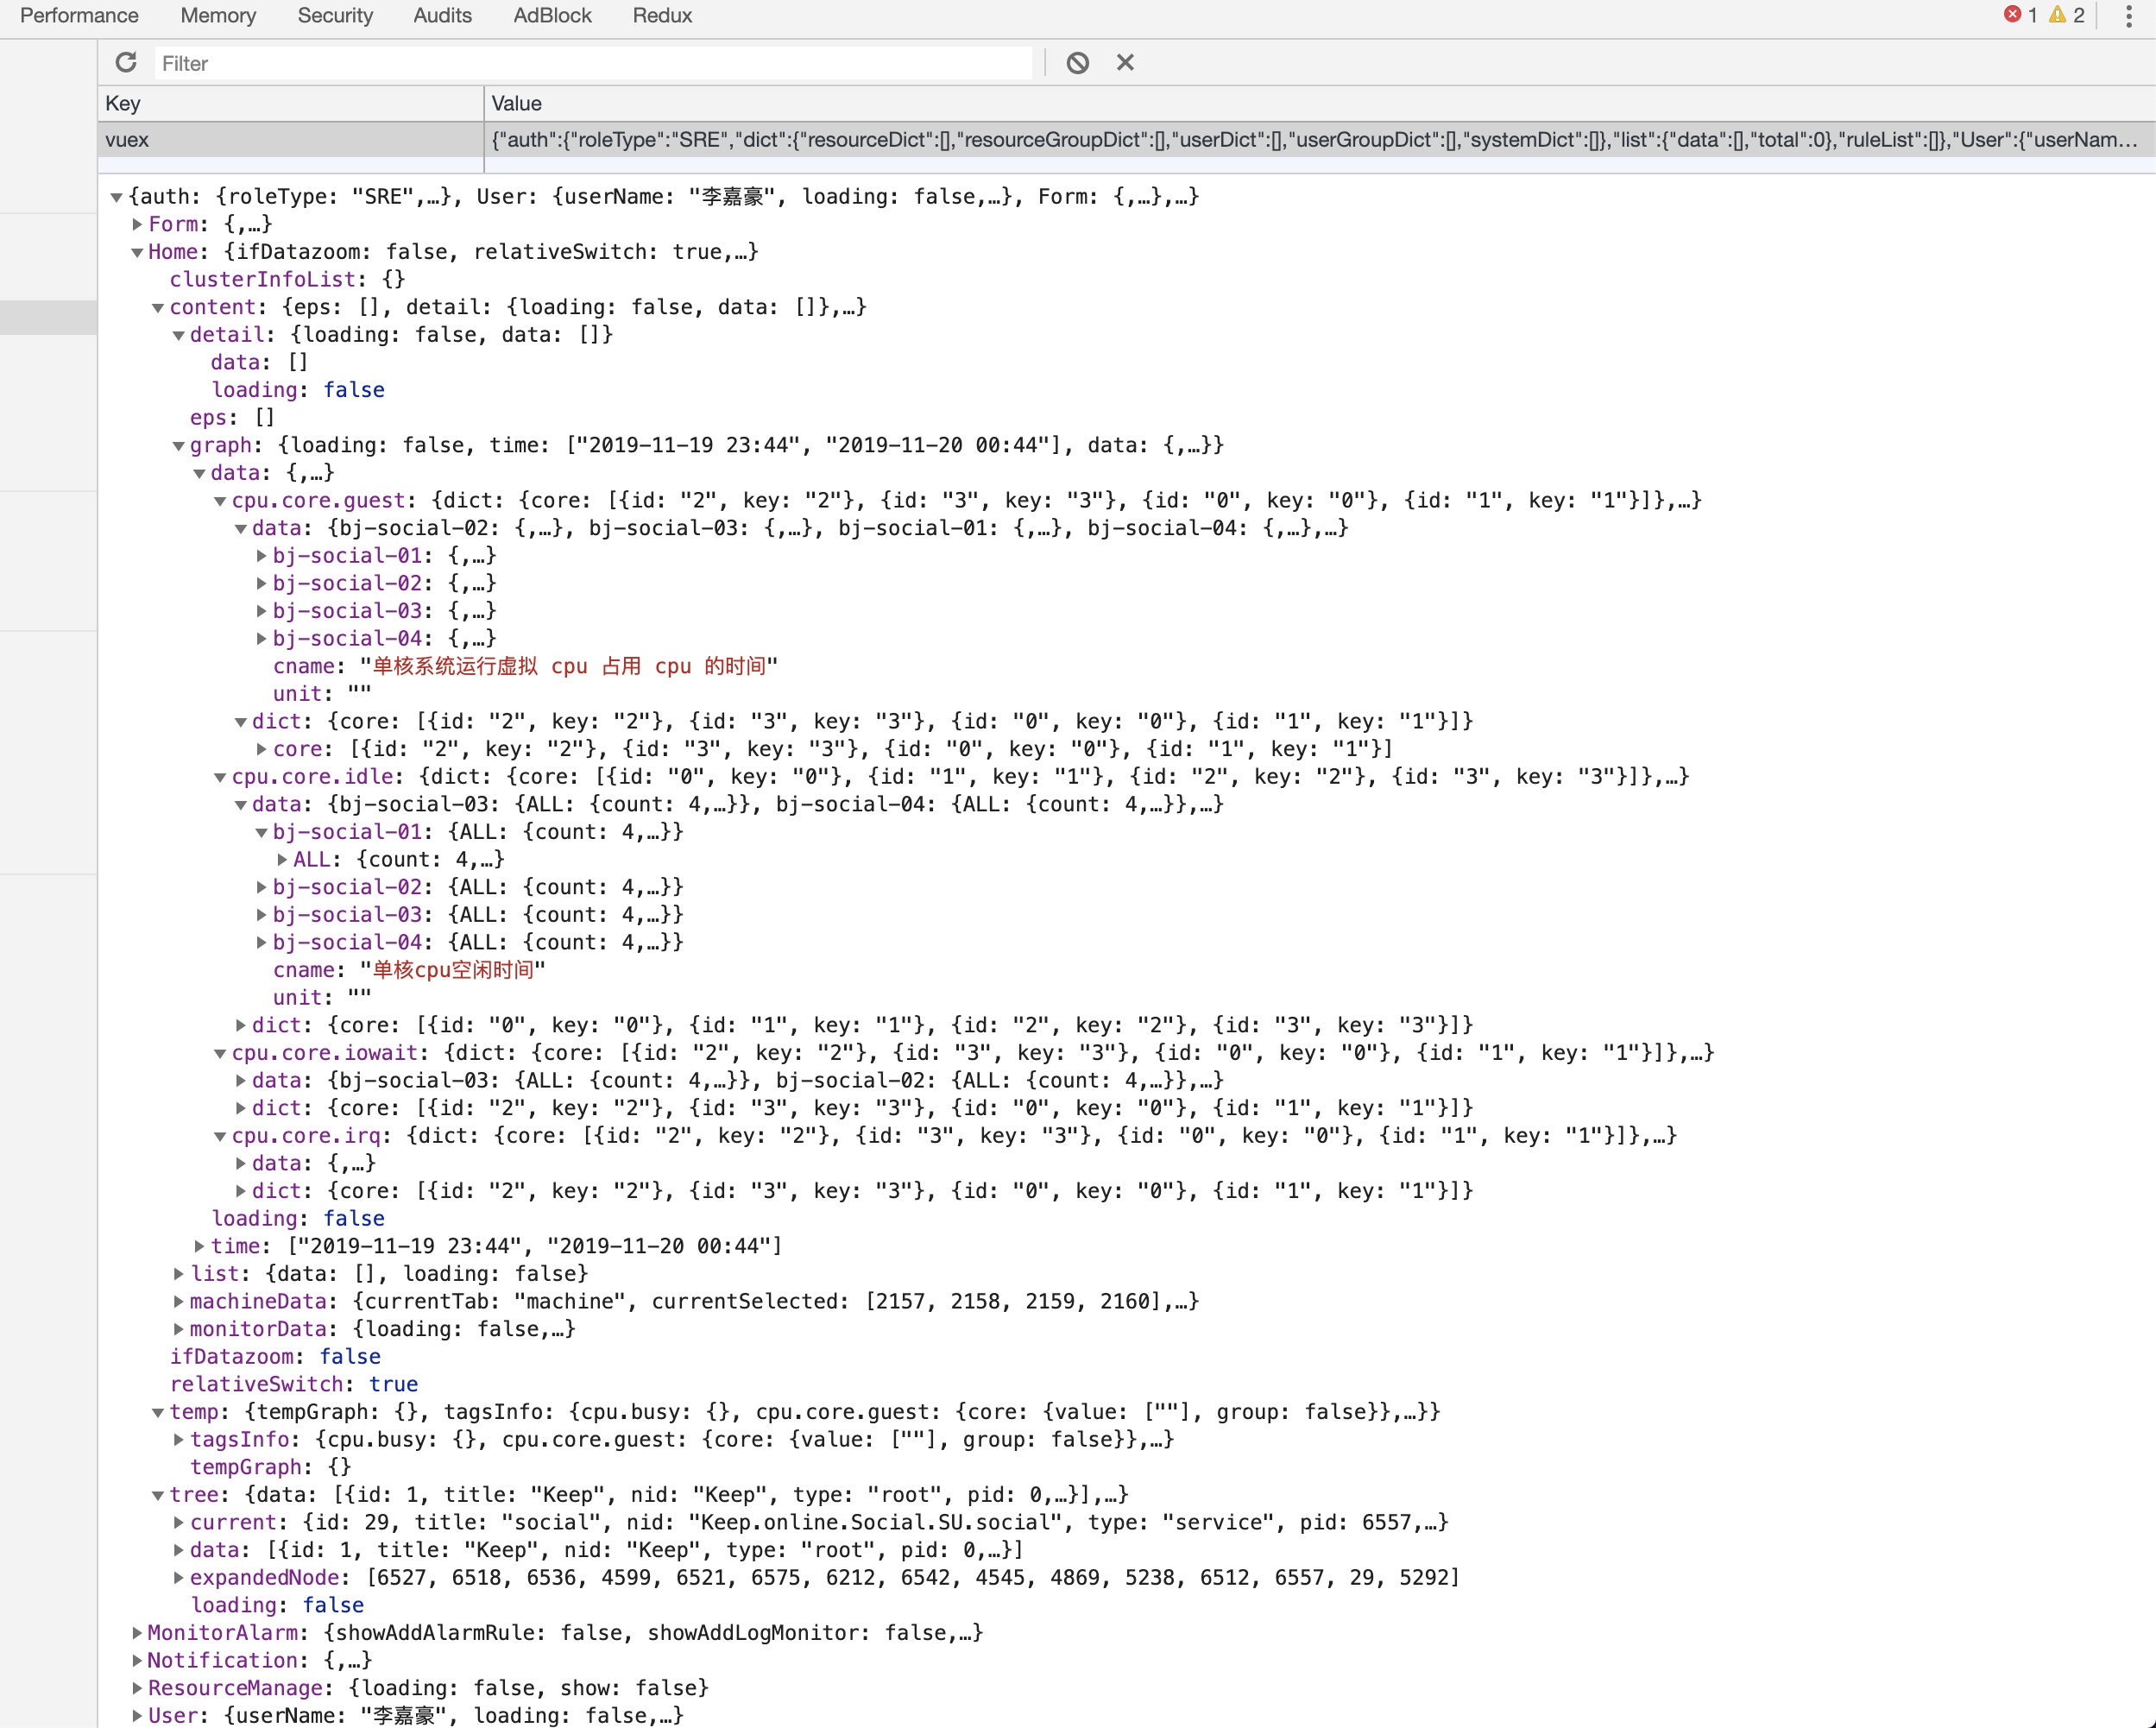 Performance Memory Security Audits AdBlock Redux 1 2
Filter
Key Value
vuex {"auth":{"roleType":"SRE","dict":{"resourceDict":[],"resourceGroupDict":[],"userDict":[],"userGroupDict":[],"systemDict":[]},"list":{"data":[],"total":0},"ruleList":[]},"User":{"userNam…
{auth: {roleType: "SRE",…}, User: {userName: "李嘉豪", loading: false,…}, Form: {,…},…}
Form: {,…}
Home: {ifDatazoom: false, relativeSwitch: true,…}
clusterInfoList: {}
content: {eps: [], detail: {loading: false, data: []},…}
detail: {loading: false, data: []}
data: []
loading: false
eps: []
graph: {loading: false, time: ["2019-11-19 23:44", "2019-11-20 00:44"], data: {,…}}
data: {,…}
cpu.core.guest: {dict: {core: [{id: "2", key: "2"}, {id: "3", key: "3"}, {id: "0", key: "0"}, {id: "1", key: "1"}]},…}
data: {bj-social-02: {,…}, bj-social-03: {,…}, bj-social-01: {,…}, bj-social-04: {,…},…}
bj-social-01: {,…}
bj-social-02: {,…}
bj-social-03: {,…}
bj-social-04: {,…}
cname: "单核系统运行虚拟 cpu 占用 cpu 的时间"
unit: ""
dict: {core: [{id: "2", key: "2"}, {id: "3", key: "3"}, {id: "0", key: "0"}, {id: "1", key: "1"}]}
core: [{id: "2", key: "2"}, {id: "3", key: "3"}, {id: "0", key: "0"}, {id: "1", key: "1"}]
cpu.core.idle: {dict: {core: [{id: "0", key: "0"}, {id: "1", key: "1"}, {id: "2", key: "2"}, {id: "3", key: "3"}]},…}
data: {bj-social-03: {ALL: {count: 4,…}}, bj-social-04: {ALL: {count: 4,…}},…}
bj-social-01: {ALL: {count: 4,…}}
ALL: {count: 4,…}
bj-social-02: {ALL: {count: 4,…}}
bj-social-03: {ALL: {count: 4,…}}
bj-social-04: {ALL: {count: 4,…}}
cname: "单核cpu空闲时间"
unit: ""
dict: {core: [{id: "0", key: "0"}, {id: "1", key: "1"}, {id: "2", key: "2"}, {id: "3", key: "3"}]}
cpu.core.iowait: {dict: {core: [{id: "2", key: "2"}, {id: "3", key: "3"}, {id: "0", key: "0"}, {id: "1", key: "1"}]},…}
data: {bj-social-03: {ALL: {count: 4,…}}, bj-social-02: {ALL: {count: 4,…}},…}
dict: {core: [{id: "2", key: "2"}, {id: "3", key: "3"}, {id: "0", key: "0"}, {id: "1", key: "1"}]}
cpu.core.irq: {dict: {core: [{id: "2", key: "2"}, {id: "3", key: "3"}, {id: "0", key: "0"}, {id: "1", key: "1"}]},…}
data: {,…}
dict: {core: [{id: "2", key: "2"}, {id: "3", key: "3"}, {id: "0", key: "0"}, {id: "1", key: "1"}]}
loading: false
time: ["2019-11-19 23:44", "2019-11-20 00:44"]
list: {data: [], loading: false}
machineData: {currentTab: "machine", currentSelected: [2157, 2158, 2159, 2160],…}
monitorData: {loading: false,…}
ifDatazoom: false
relativeSwitch: true
temp: {tempGraph: {}, tagsInfo: {cpu.busy: {}, cpu.core.guest: {core: {value: [""], group: false}},…}}
tagsInfo: {cpu.busy: {}, cpu.core.guest: {core: {value: [""], group: false}},…}
tempGraph: {}
tree: {data: [{id: 1, title: "Keep", nid: "Keep", type: "root", pid: 0,…}],…}
current: {id: 29, title: "social", nid: "Keep.online.Social.SU.social", type: "service", pid: 6557,…}
data: [{id: 1, title: "Keep", nid: "Keep", type: "root", pid: 0,…}]
expandedNode: [6527, 6518, 6536, 4599, 6521, 6575, 6212, 6542, 4545, 4869, 5238, 6512, 6557, 29, 5292]
loading: false
MonitorAlarm: {showAddAlarmRule: false, showAddLogMonitor: false,…}
Notification: {,…}
ResourceManage: {loading: false, show: false}
User: {userName: "李嘉豪", loading: false,…}